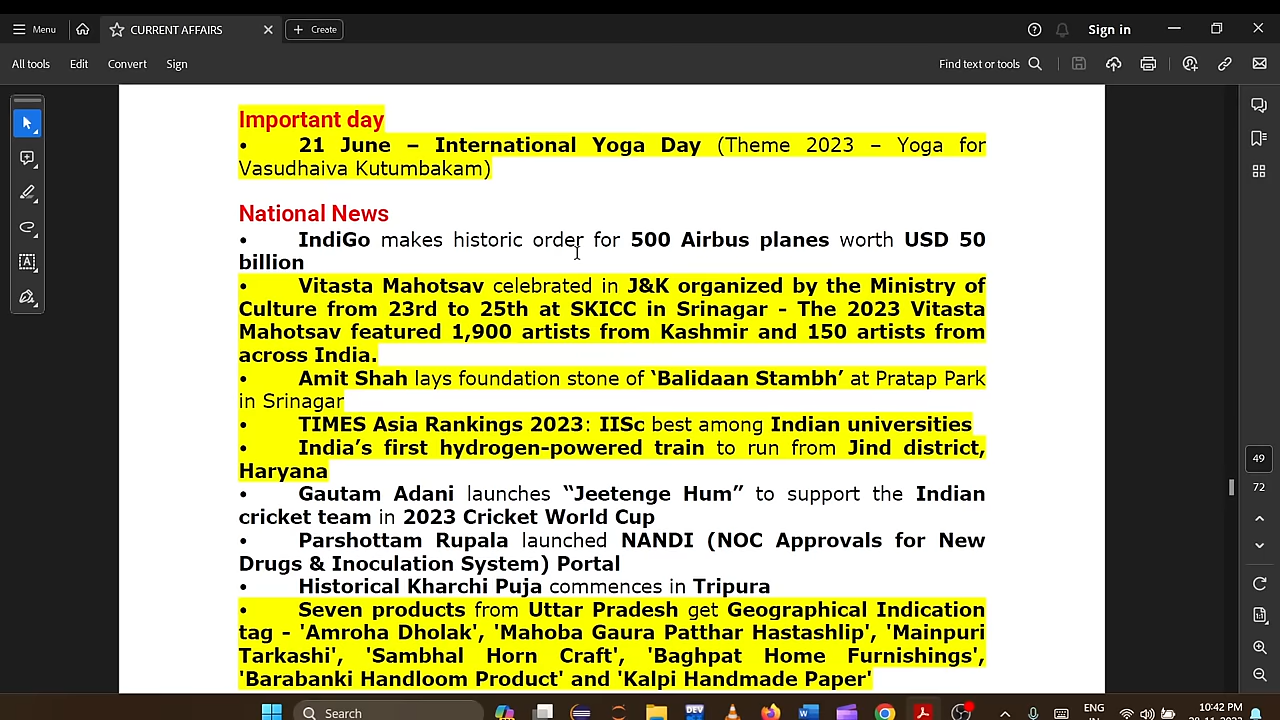 Menu
CURRENT AFFAIRS
Create
Sign in
All tools Edit Convert Sign
Find text or tools
Important day
• 21 June – International Yoga Day (Theme 2023 – Yoga for
Vasudhaiva Kutumbakam)
National News
• IndiGo makes historic order for 500 Airbus planes worth USD 50
billion
• Vitasta Mahotsav celebrated in J&K organized by the Ministry of
Culture from 23rd to 25th at SKICC in Srinagar - The 2023 Vitasta
Mahotsav featured 1,900 artists from Kashmir and 150 artists from
across India.
• Amit Shah lays foundation stone of ‘Balidaan Stambh’ at Pratap Park
in Srinagar
• TIMES Asia Rankings 2023: IISc best among Indian universities
• India’s first hydrogen-powered train to run from Jind district,
Haryana
• Gautam Adani launches “Jeetenge Hum” to support the Indian
cricket team in 2023 Cricket World Cup
• Parshottam Rupala launched NANDI (NOC Approvals for New
Drugs & Inoculation System) Portal
• Historical Kharchi Puja commences in Tripura
• Seven products from Uttar Pradesh get Geographical Indication
tag - 'Amroha Dholak', 'Mahoba Gaura Patthar Hastashlip', 'Mainpuri
Tarkashi', 'Sambhal Horn Craft', 'Baghpat Home Furnishings',
'Barabanki Handloom Product' and 'Kalpi Handmade Paper'
49
72
Search
DEV
ENG
10:42 PM